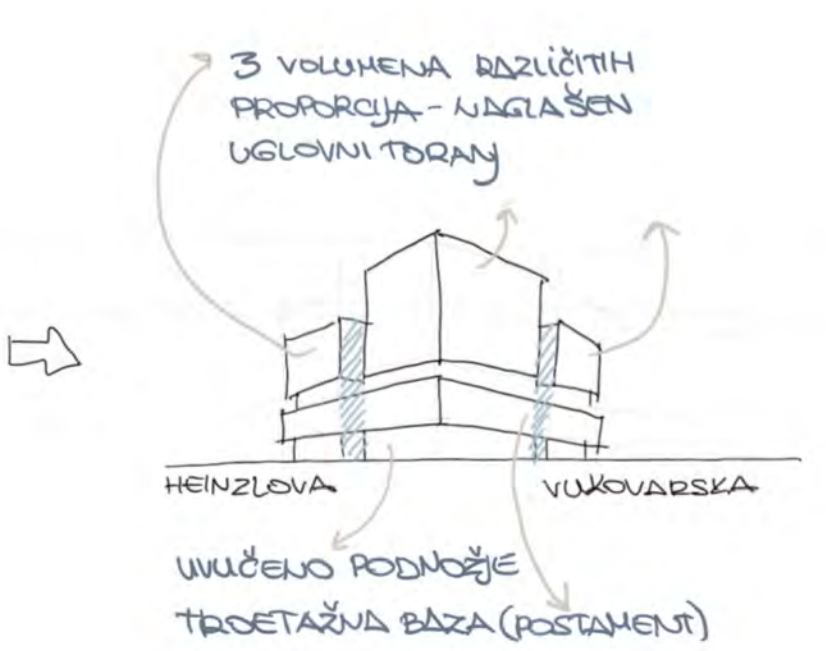 3 VOLUMENA RAZLIČITIH
PROPORCIJA - NAGLAŠEN
UGLOVNI TORANJ
HEINZLOVA
VUKOVARSKA
UVUČENO PODNOŽJE
TROETAŽNA BAZA (POSTAMENT)